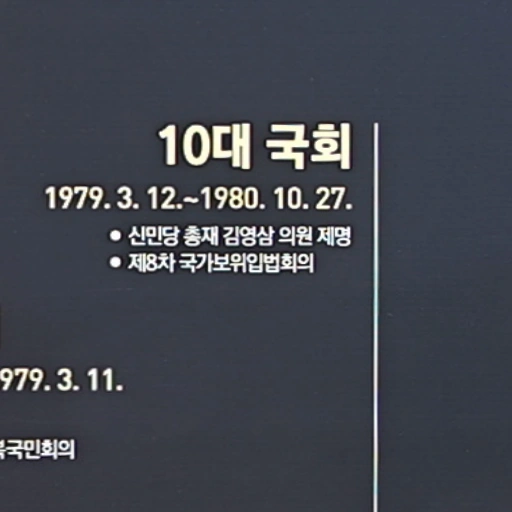 10대 국회
1979. 3. 12.~1980. 10. 27.
● 신민당 총재 김영삼 의원 제명
● 제8차 국가보위입법회의
979. 3. 11.
국민회의